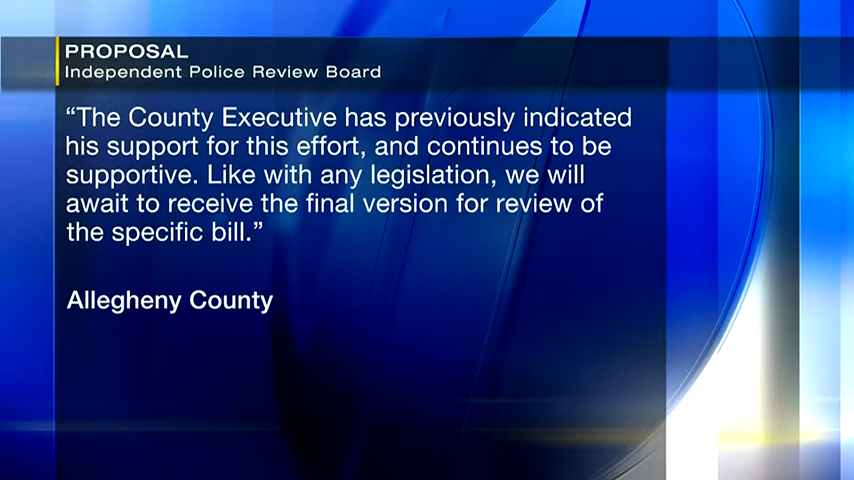 PROPOSAL
Independent Police Review Board
“The County Executive has previously indicated
his support for this effort, and continues to be
supportive. Like with any legislation, we will
await to receive the final version for review of
the specific bill.”
Allegheny County